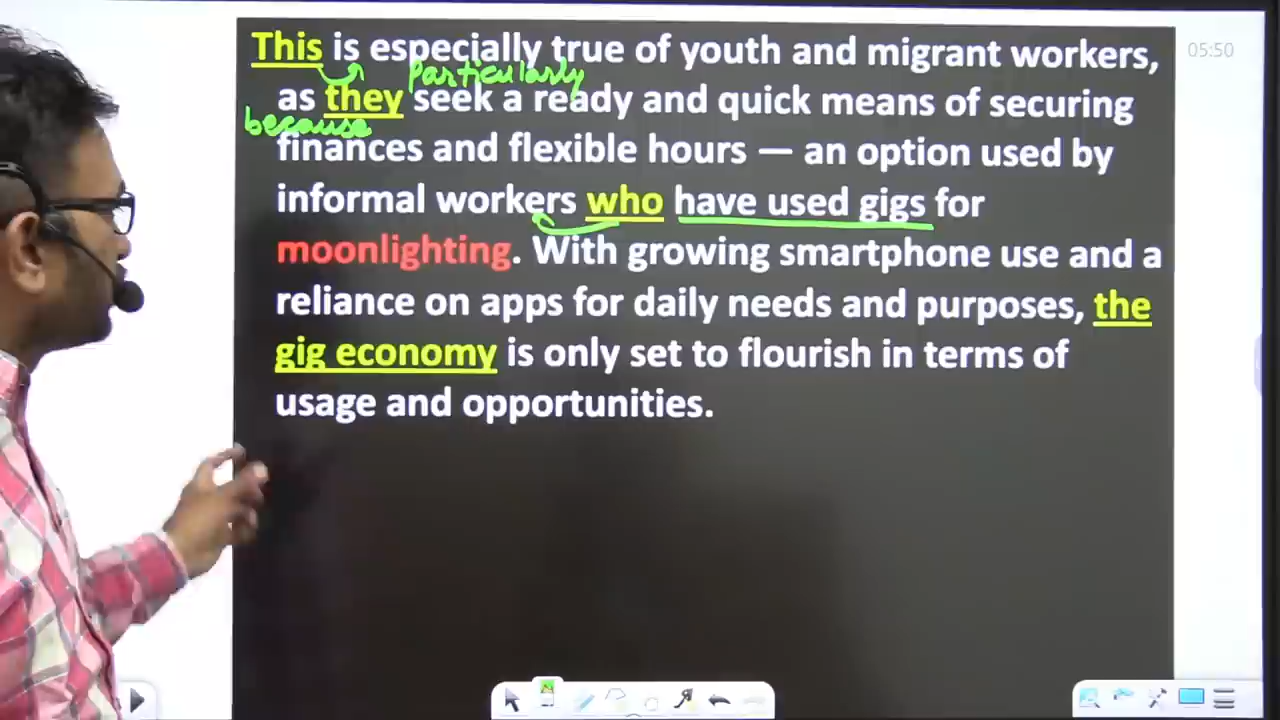 This is especially true of youth and migrant workers,
particularly
as they seek a ready and quick means of securing
because
finances and flexible hours — an option used by
informal workers who have used gigs for
moonlighting. With growing smartphone use and a
reliance on apps for daily needs and purposes, the
gig economy is only set to flourish in terms of
usage and opportunities.
05:50